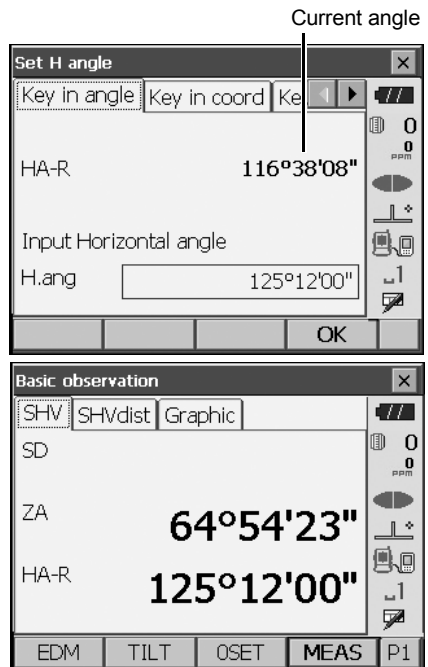 Current angle
Set H angle
Key in angle Key in coord Ke
0
0
PPM
HA-R 116°38'08"
Input Horizontal angle
H.ang 125°12'00"
1
OK
Basic observation
SHV SHVdist Graphic
0
0
PPM
SD
ZA 64°54'23"
HA-R 125°12'00"
1
EDM TILT 0SET MEAS P1